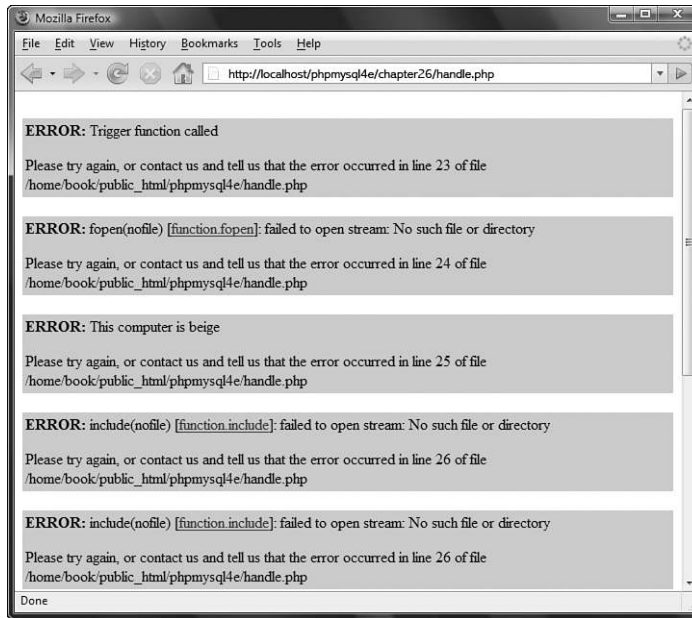 Mozilla Firefox
File Edit View History Bookmarks Tools Help
http://localhost/phpmysql4e/chapter26/handle.php
ERROR: Trigger function called
Please try again, or contact us and tell us that the error occurred in line 23 of file
/home/book/public_html/phpmysql4e/handle.php
ERROR: fopen(nofile) [function.fopen]: failed to open stream: No such file or directory
Please try again, or contact us and tell us that the error occurred in line 24 of file
/home/book/public_html/phpmysql4e/handle.php
ERROR: This computer is beige
Please try again, or contact us and tell us that the error occurred in line 25 of file
/home/book/public_html/phpmysql4e/handle.php
ERROR: include(nofile) [function.include]: failed to open stream: No such file or directory
Please try again, or contact us and tell us that the error occurred in line 26 of file
/home/book/public_html/phpmysql4e/handle.php
ERROR: include(nofile) [function.include]: failed to open stream: No such file or directory
Please try again, or contact us and tell us that the error occurred in line 26 of file
/home/book/public_html/phpmysql4e/handle.php
Done